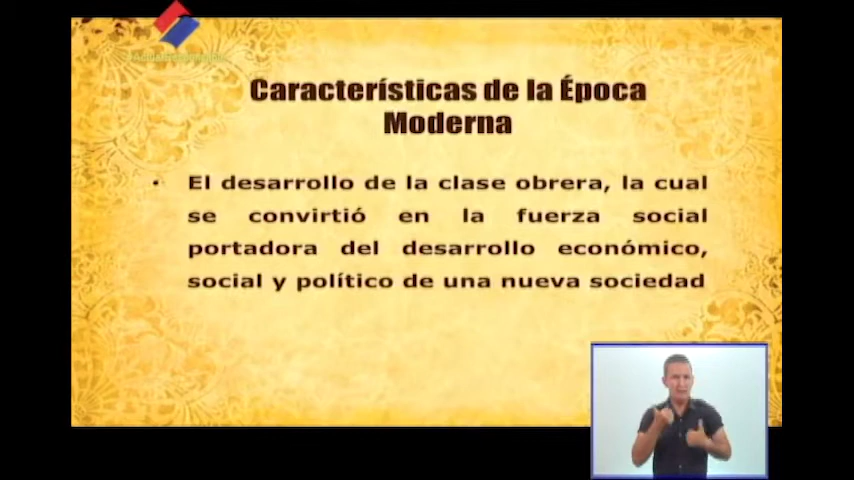 Características de la Época
Moderna
• El desarrollo de la clase obrera, la cual
se convirtió en la fuerza social
portadora del desarrollo económico,
social y político de una nueva sociedad